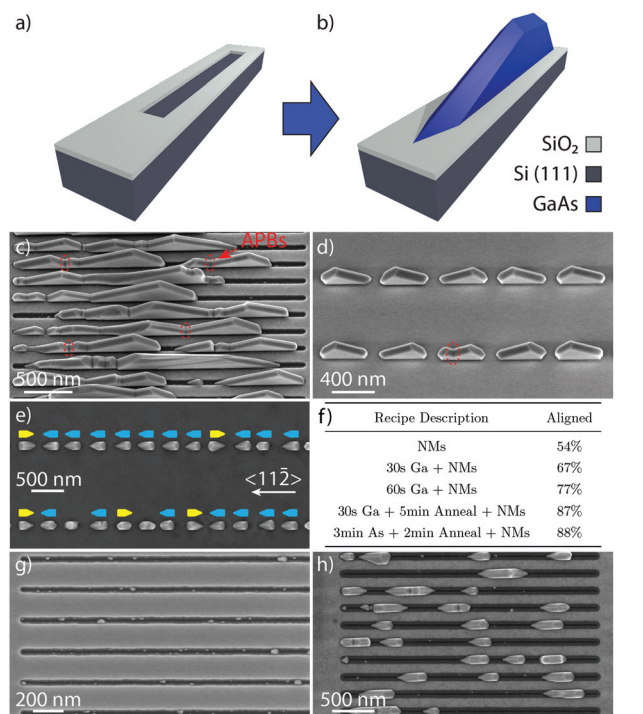 a)
b)
SiO₂
Si (111)
GaAs
c)
APBs
500 nm
d)
400 nm
e)
500 nm
<112̅>
f)
Recipe Description Aligned
NMs 54%
30s Ga + NMs 67%
60s Ga + NMs 77%
30s Ga + 5min Anneal + NMs 87%
3min As + 2min Anneal + NMs 88%
g)
200 nm
h)
500 nm